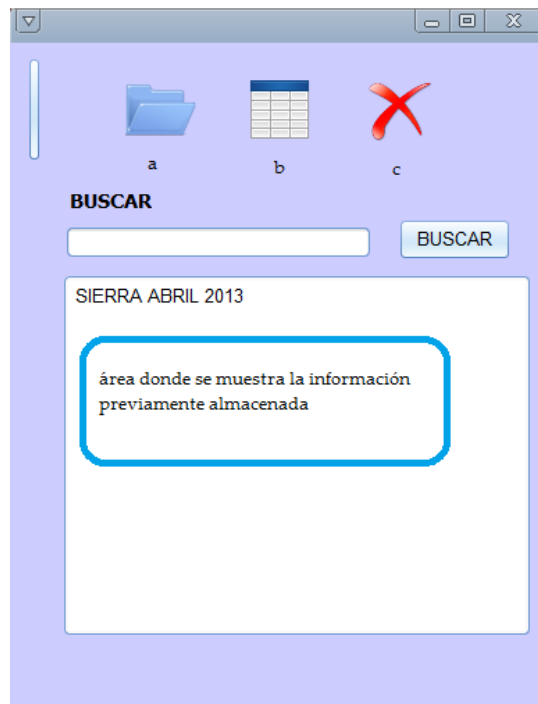 a b c
BUSCAR
BUSCAR
SIERRA ABRIL 2013
área donde se muestra la información
previamente almacenada